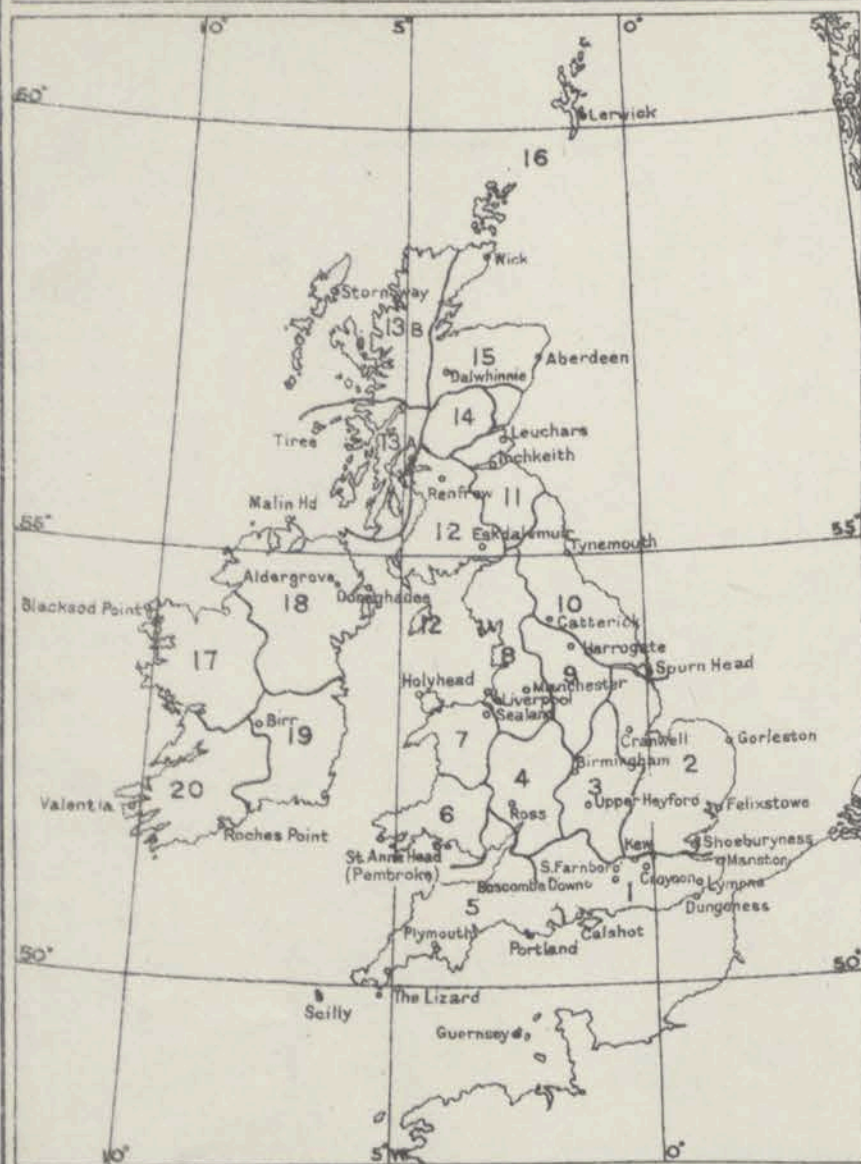 10° 5° 0°
60°
Lerwick
16
Wick
Stornoway
13 B
15
Aberdeen
Dalwhinnie
14
Tiree
13 A
Leuchars
Inchkeith
Renfrew
11
Malin Hd
55° 55°
12
Eskdalemuir
Tynemouth
Aldergrove
Donaghadee
18
Blacksod Point
10
Catterick
12
Harrogate
17
8
9
Spurn Head
Holyhead
Manchester
Liverpool
Sealand
Birr
19
7
Cranwell
2
Gorleston
Birmingham
20
4
3
Valentia
Ross
Upper Heyford
Felixstowe
6
Roches Point
Kew
Shoeburyness
St. Anns Head
(Pembroke)
S. Farnboro
Manston
Boscombe Down
Croydon
Lympne
1
Dungeness
5
Plymouth
Portland
Calshot
50° 50°
Scilly
The Lizard
Guernsey
10° 5° W. 0°